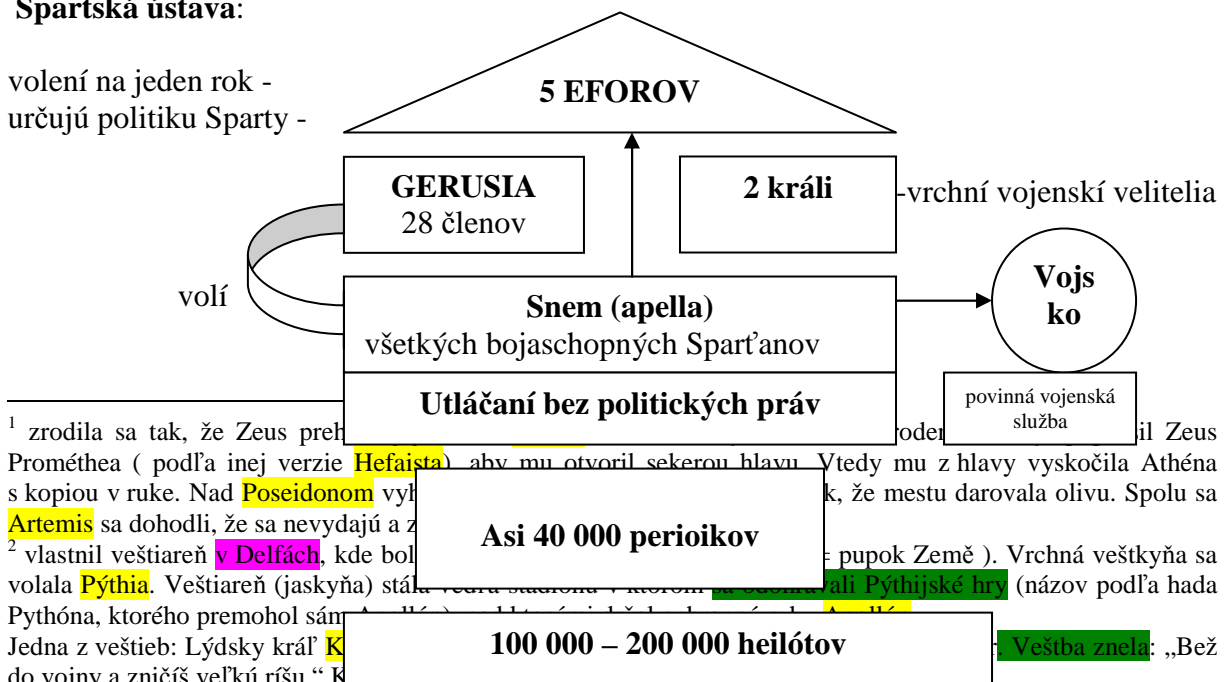 Spartská ústava:
volení na jeden rok -
určujú politiku Sparty -
5 EFOROV
GERUSIA
28 členov
2 králi
-vrchní vojenskí velitelia
volí
Snem (apella)
všetkých bojaschopných Sparťanov
Vojs
ko
Utláčaní bez politických práv
povinná vojenská
služba
1 zrodila sa tak, že Zeus Zeus
Prométhea ( podľa inej verzie Hefaista), aby mu otvoril sekerou hlavu. Vtedy mu z hlavy vyskočila Athéna
s kopiou v ruke. Nad Poseidonom že mestu darovala olivu. Spolu sa
Artemis sa dohodli, že sa nevydajú a
Asi 40 000 perioikov
2 vlastnil veštiareň v Delfách, kde = pupok Země ). Vrchná veštkyňa sa
volala Pýthia. Veštiareň (jaskyňa) stála vedľa štadiónu v ktorom sa odohrávali Pýthijské hry (názov podľa hada
Pythóna, ktorého premohol sám
100 000 – 200 000 heilótov
Jedna z veštieb: Lýdsky kráľ Veštba znela: „Bež
do vojny a zničíš veľkú ríšu.“